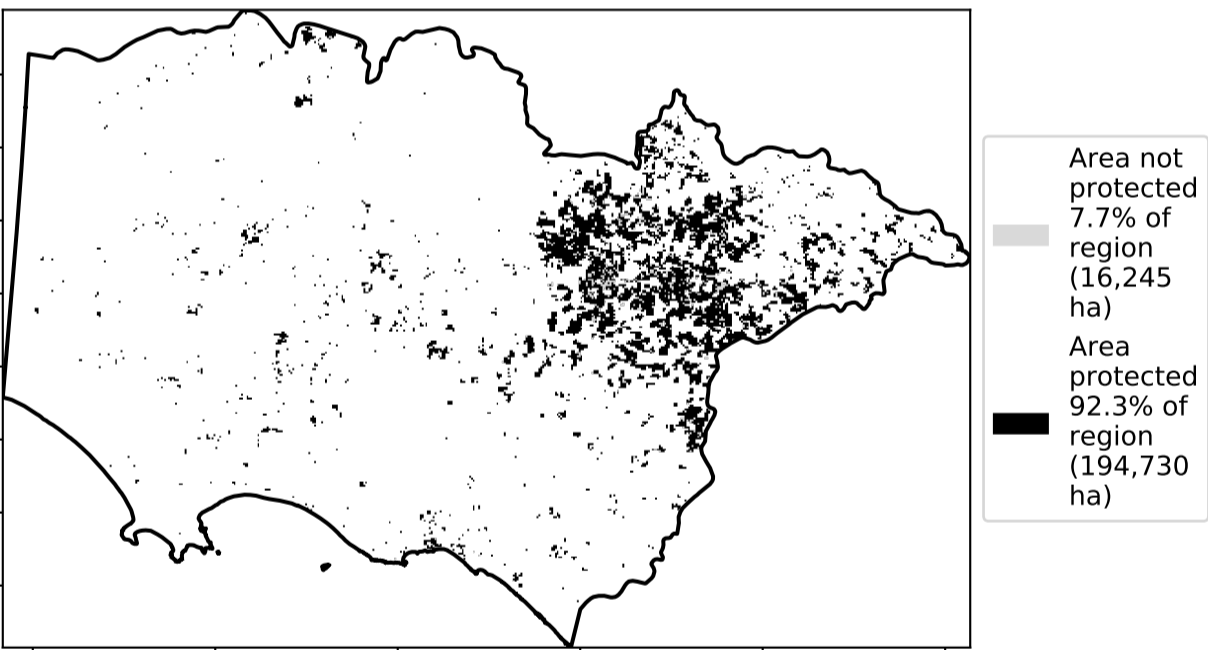 Area not
protected
7.7% of
region
(16,245
ha)
Area
protected
92.3% of
region
(194,730
ha)